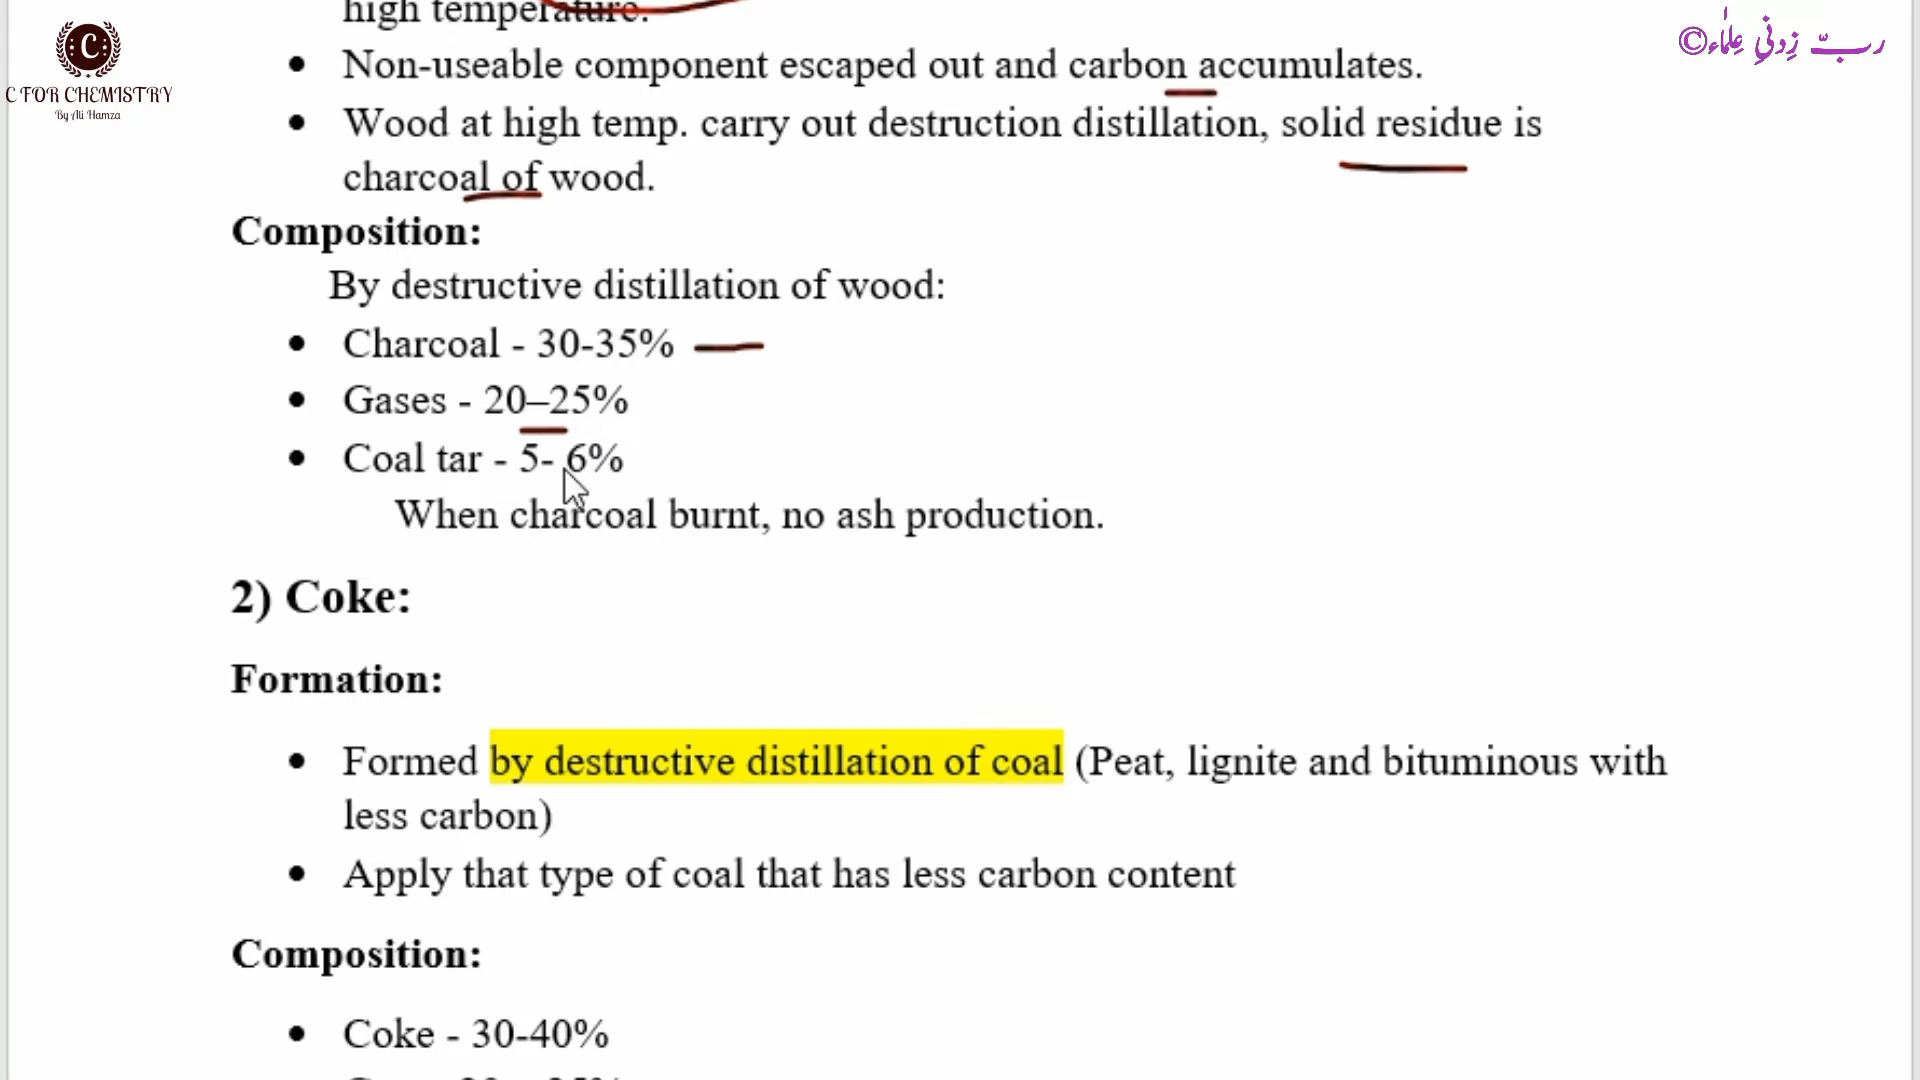 high temperature.
C
C FOR CHEMISTRY
By Ali Hamza
ربّ زِدنیِ عِلمًاء©
• Non-useable component escaped out and carbon accumulates.
• Wood at high temp. carry out destruction distillation, solid residue is
charcoal of wood.
Composition:
By destructive distillation of wood:
• Charcoal - 30-35%
• Gases - 20–25%
• Coal tar - 5- 6%
When charcoal burnt, no ash production.
2) Coke:
Formation:
• Formed by destructive distillation of coal (Peat, lignite and bituminous with
less carbon)
• Apply that type of coal that has less carbon content
Composition:
• Coke - 30-40%